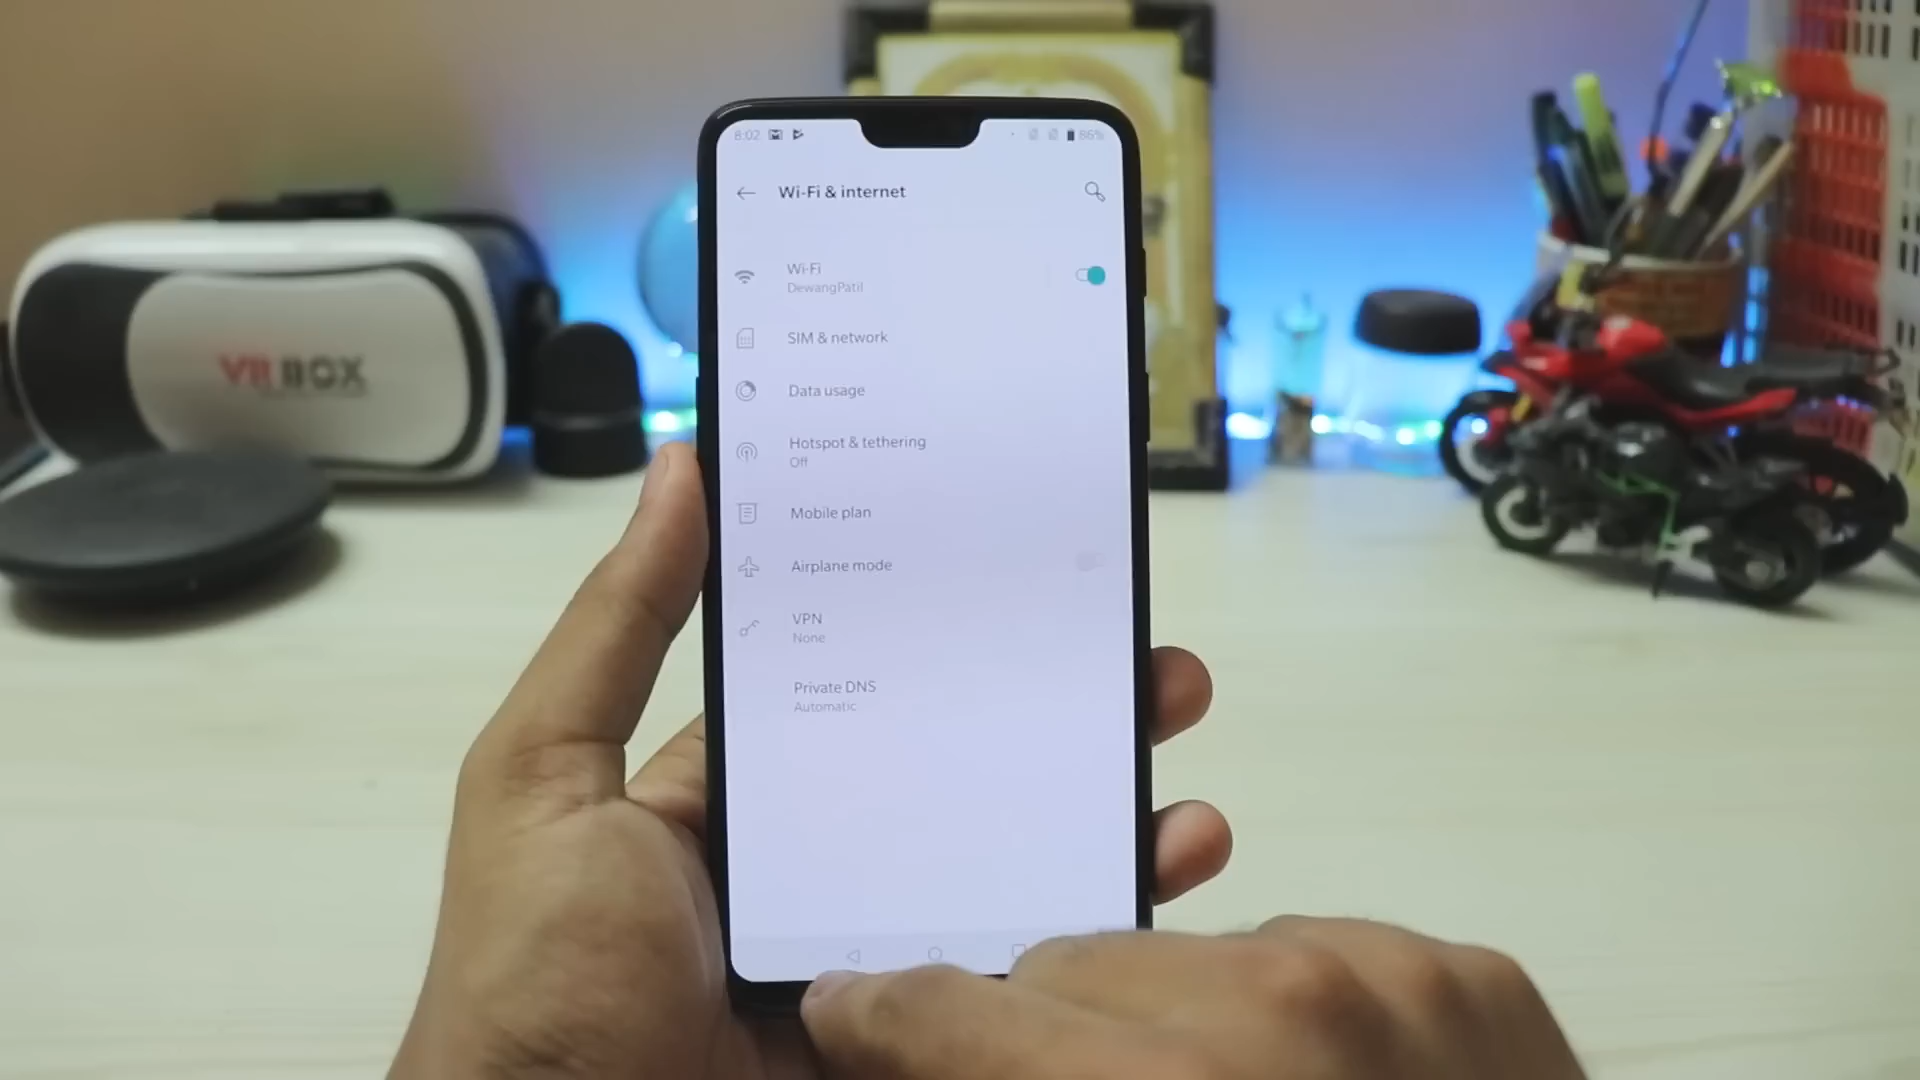 8:02
86%
Wi-Fi & internet
Wi-Fi
DewangPatil
SIM & network
Data usage
Hotspot & tethering
Off
Mobile plan
Airplane mode
VPN
None
Private DNS
Automatic
VR BOX